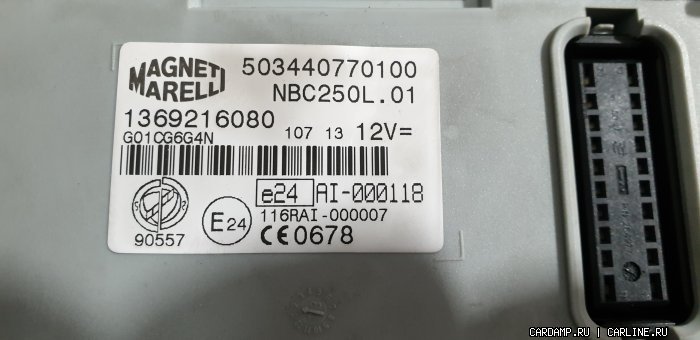 MAGNETI MARELLI
503440770100
NBC250L.01
1369216080
G01CG6G4N
107 13 12V=
e24 AI-000118
116RAI-000007
E24
90557
CE0678
CARDAMP.RU | CARLINE.RU